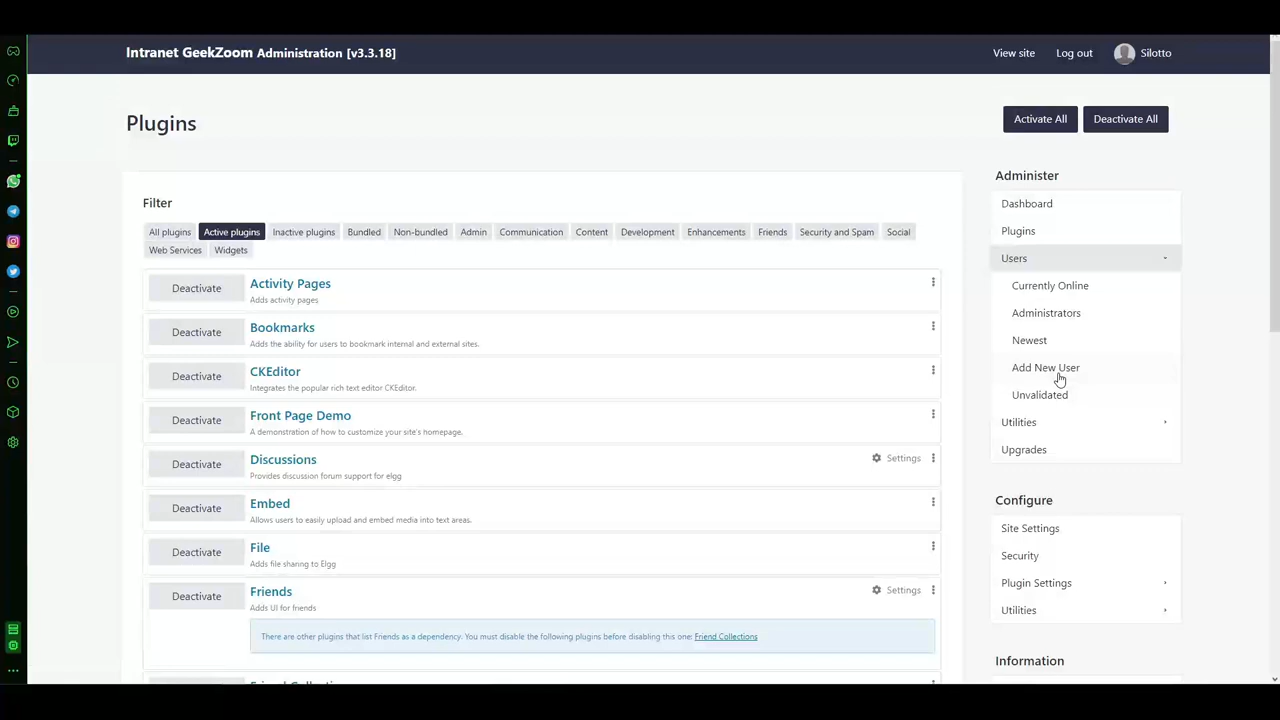 Intranet GeekZoom Administration [v3.3.18]
View site
Log out
Silotto
Plugins
Activate All
Deactivate All
Filter
All plugins
Active plugins
Inactive plugins
Bundled
Non-bundled
Admin
Communication
Content
Development
Enhancements
Friends
Security and Spam
Social
Web Services
Widgets
Deactivate
Activity Pages
Adds activity pages
Deactivate
Bookmarks
Adds the ability for users to bookmark internal and external sites.
Deactivate
CKEditor
Integrates the popular rich text editor CKEditor.
Deactivate
Front Page Demo
A demonstration of how to customize your site's homepage.
Deactivate
Discussions
Settings
Provides discussion forum support for elgg
Deactivate
Embed
Allows users to easily upload and embed media into text areas.
Deactivate
File
Adds file sharing to Elgg
Deactivate
Friends
Settings
Adds UI for friends
There are other plugins that list Friends as a dependency. You must disable the following plugins before disabling this one: Friend Collections
Administer
Dashboard
Plugins
Users
Currently Online
Administrators
Newest
Add New User
Unvalidated
Utilities
Upgrades
Configure
Site Settings
Security
Plugin Settings
Utilities
Information